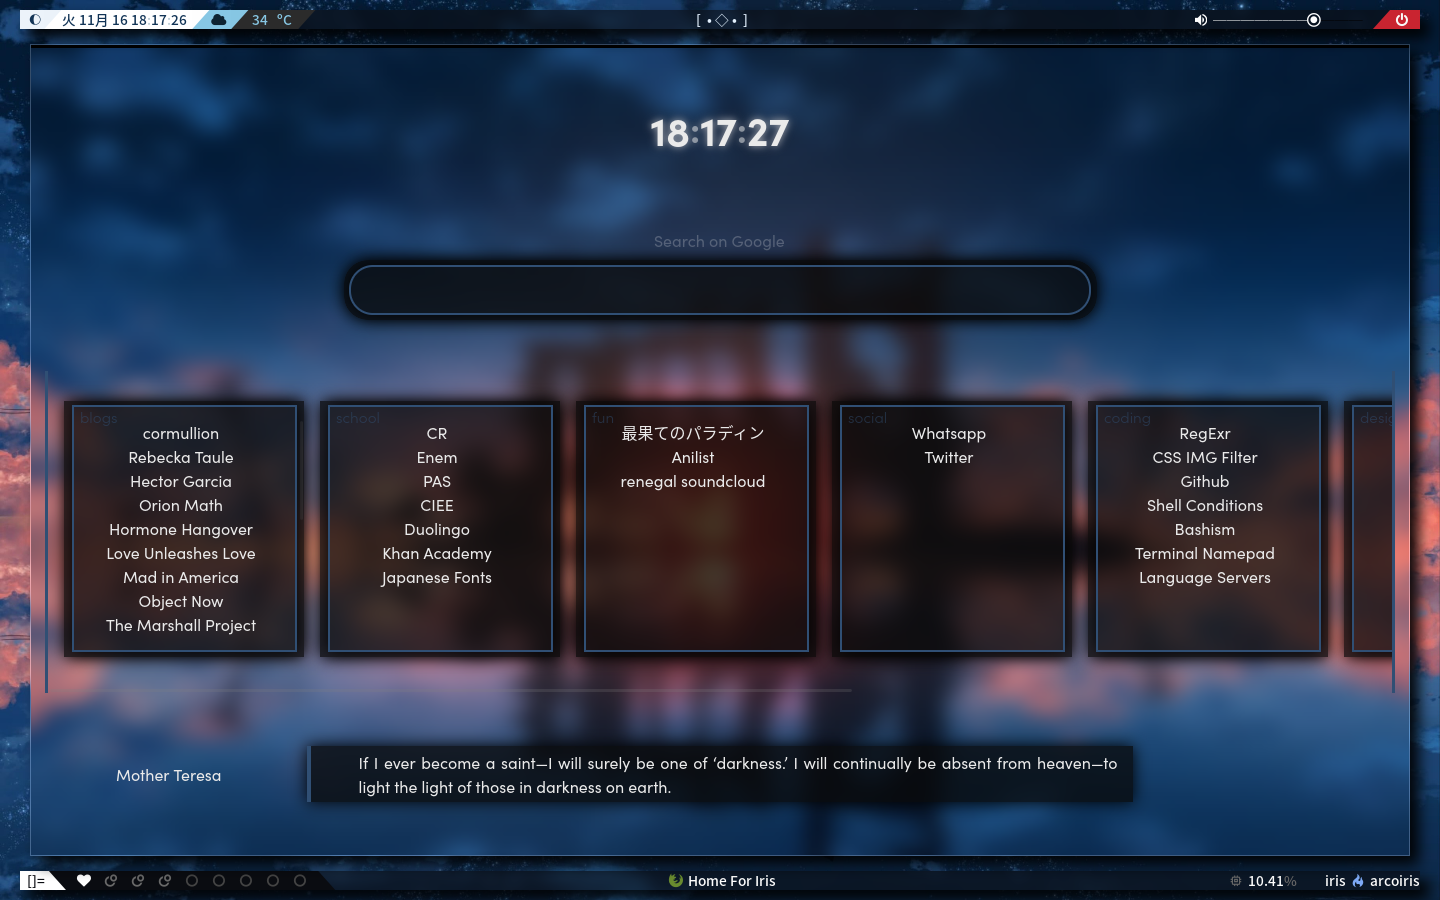 火 11月 16 18:17:26
34 °C
[ • ◇ • ]
18:17:27
Search on Google
blogs
cormullion
Rebecka Taule
Hector Garcia
Orion Math
Hormone Hangover
Love Unleashes Love
Mad in America
Object Now
The Marshall Project
school
CR
Enem
PAS
CIEE
Duolingo
Khan Academy
Japanese Fonts
fun
最果てのパラディン
Anilist
renegal soundcloud
social
Whatsapp
Twitter
coding
RegExr
CSS IMG Filter
Github
Shell Conditions
Bashism
Terminal Namepad
Language Servers
Mother Teresa
If I ever become a saint—I will surely be one of ‘darkness.’ I will continually be absent from heaven—to
light the light of those in darkness on earth.
[]=
Home For Iris
10.41%
iris
arcoiris